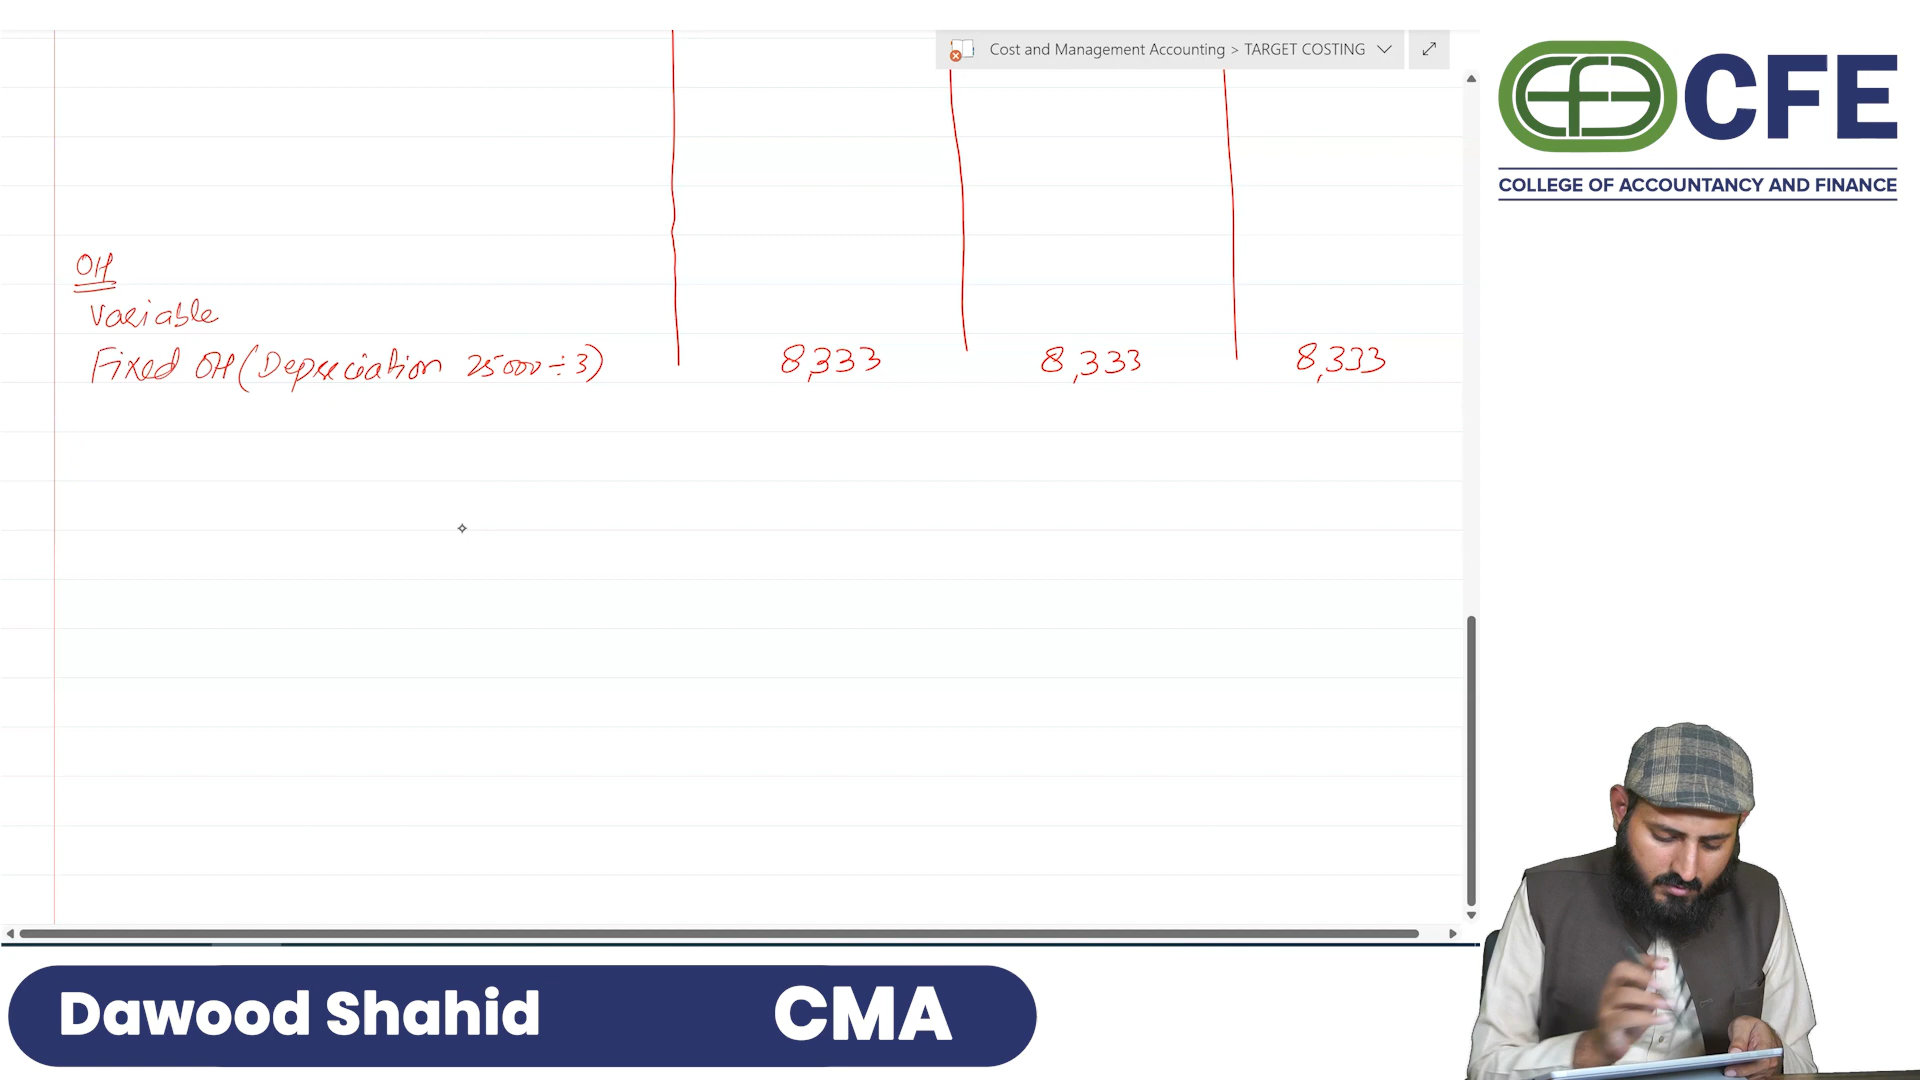 Cost and Management Accounting > TARGET COSTING
CFE
COLLEGE OF ACCOUNTANCY AND FINANCE
OH
Variable
Fixed OH (Depreciation 25000 ÷ 3) 8,333 8,333 8,333
Dawood Shahid CMA